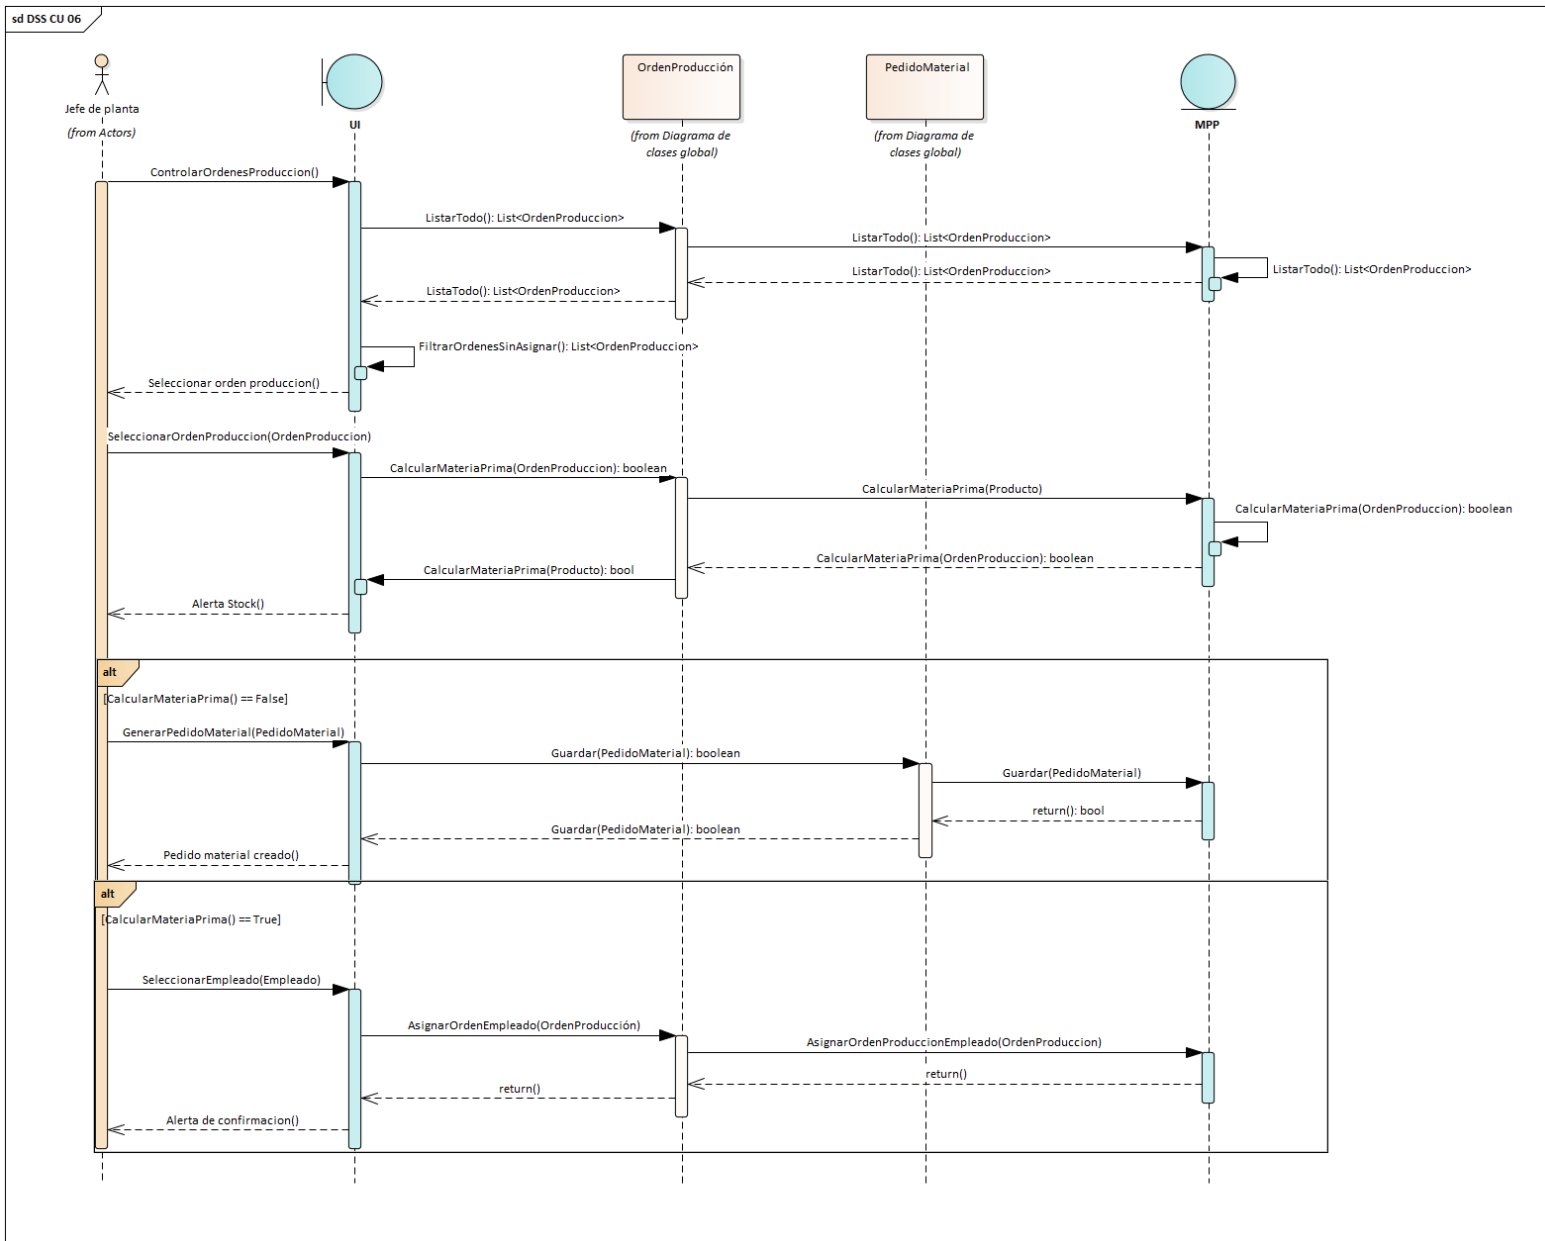 sd DSS CU 06
Jefe de planta
(from Actors)
UI
OrdenProducción
(from Diagrama de
clases global)
PedidoMaterial
(from Diagrama de
clases global)
MPP
ControlarOrdenesProduccion()
ListarTodo(): List<OrdenProduccion>
ListarTodo(): List<OrdenProduccion>
ListarTodo(): List<OrdenProduccion>
ListarTodo(): List<OrdenProduccion>
ListaTodo(): List<OrdenProduccion>
FiltrarOrdenesSinAsignar(): List<OrdenProduccion>
Seleccionar orden produccion()
SeleccionarOrdenProduccion(OrdenProduccion)
CalcularMateriaPrima(OrdenProduccion): boolean
CalcularMateriaPrima(Producto)
CalcularMateriaPrima(OrdenProduccion): boolean
CalcularMateriaPrima(OrdenProduccion): boolean
CalcularMateriaPrima(Producto): bool
Alerta Stock()
alt
[CalcularMateriaPrima() == False]
GenerarPedidoMaterial(PedidoMaterial)
Guardar(PedidoMaterial): boolean
Guardar(PedidoMaterial)
return(): bool
Guardar(PedidoMaterial): boolean
Pedido material creado()
alt
[CalcularMateriaPrima() == True]
SeleccionarEmpleado(Empleado)
AsignarOrdenEmpleado(OrdenProducción)
AsignarOrdenProduccionEmpleado(OrdenProduccion)
return()
return()
Alerta de confirmacion()